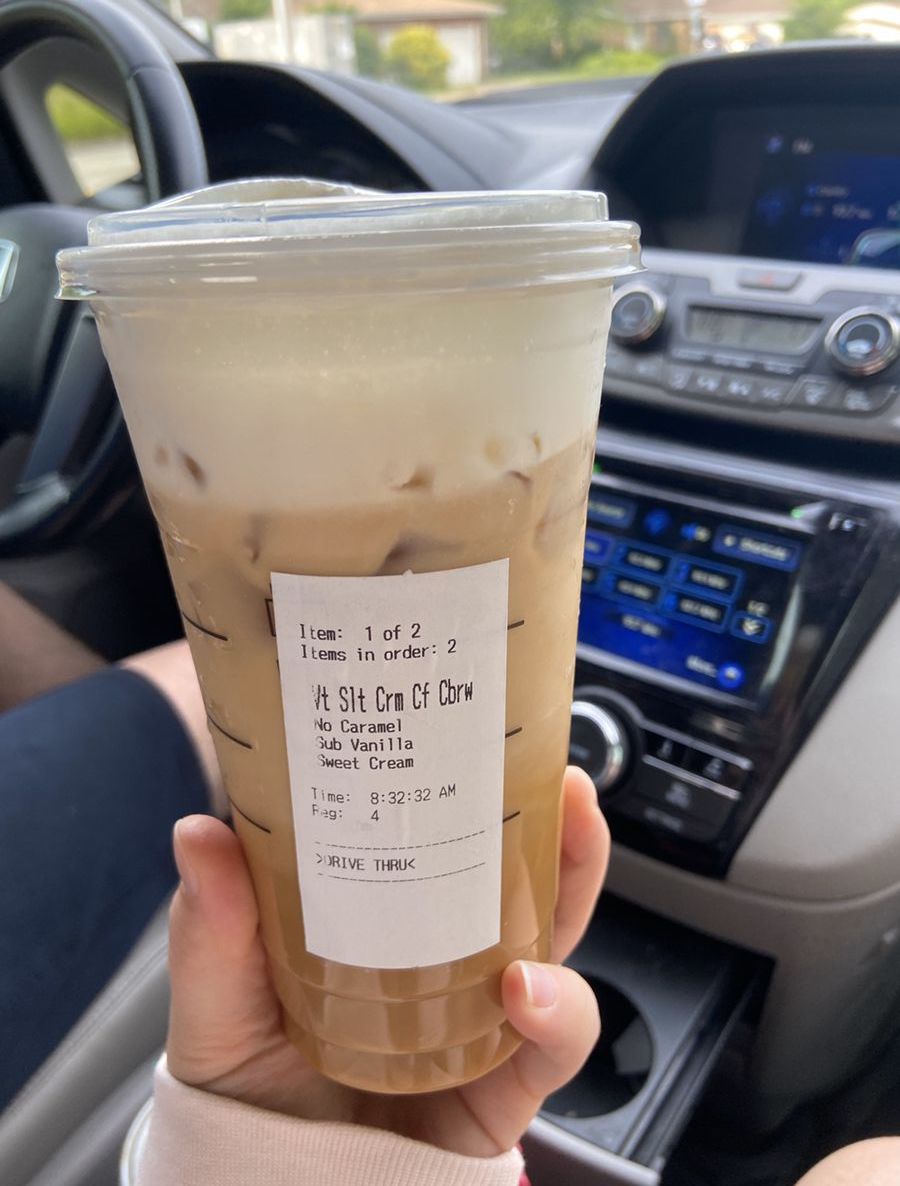 Item: 1 of 2
Items in order: 2
Vt Slt Crm Cf Cbrw
No Caramel
Sub Vanilla
Sweet Cream
Time: 8:32:32 AM
Reg: 4
>DRIVE THRU<